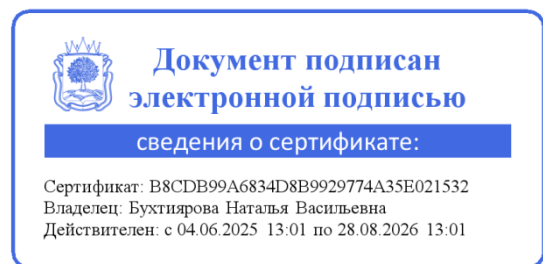 Документ подписан
электронной подписью
сведения о сертификате:
Сертификат: B8CDB99A6834D8B9929774A35E021532
Владелец: Бухтиярова Наталья Васильевна
Действителен: с 04.06.2025 13:01 по 28.08.2026 13:01